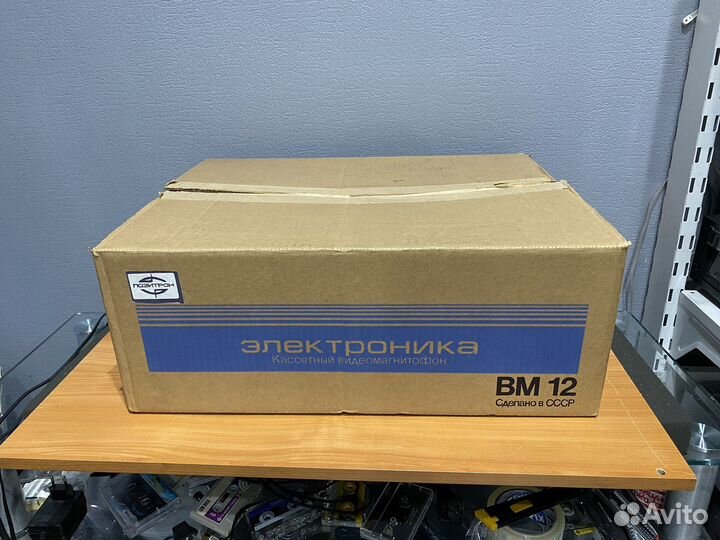 ПОЗИТРОН
электроника
Кассетный видеомагнитофон
ВМ 12
Сделано в СССР
Avito